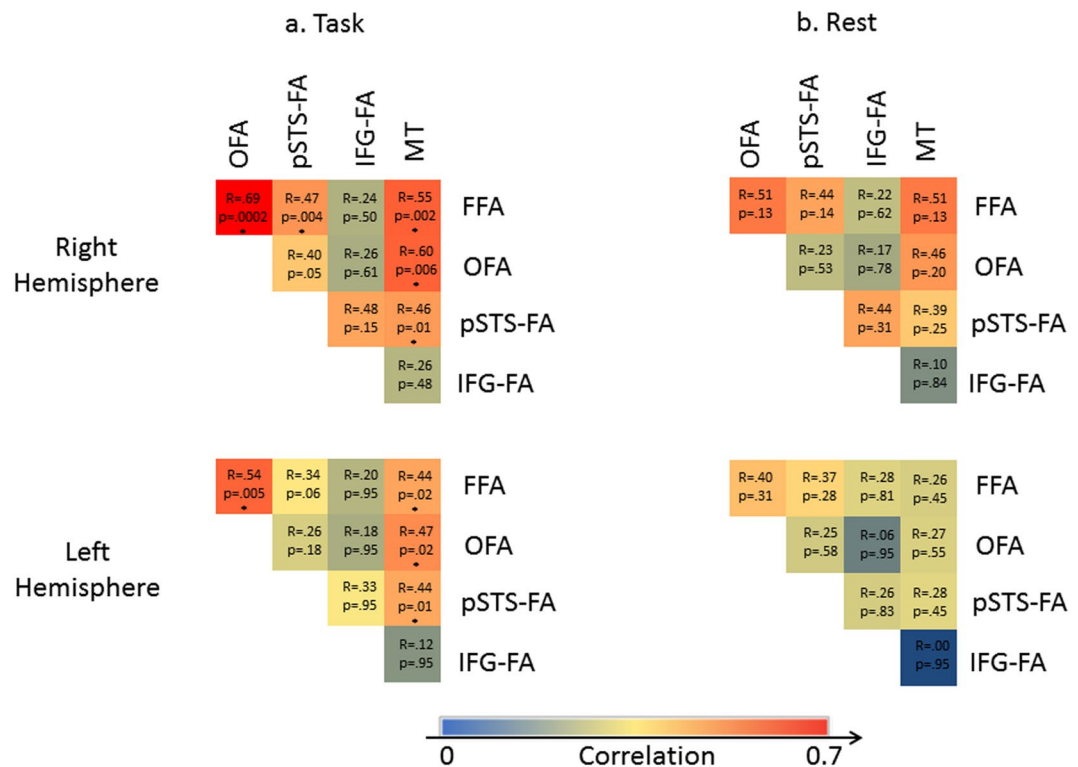 a. Task
b. Rest
OFA
pSTS-FA
IFG-FA
MT
OFA
pSTS-FA
IFG-FA
MT
Right
Hemisphere
R=.69
p=.0002
*
R=.47
p=.004
*
R=.24
p=.50
R=.55
p=.002
*
FFA
R=.40
p=.05
R=.26
p=.61
R=.60
p=.006
*
OFA
R=.48
p=.15
R=.46
p=.01
*
pSTS-FA
R=.26
p=.48
IFG-FA
R=.51
p=.13
R=.44
p=.14
R=.22
p=.62
R=.51
p=.13
FFA
R=.23
p=.53
R=.17
p=.78
R=.46
p=.20
OFA
R=.44
p=.31
R=.39
p=.25
pSTS-FA
R=.10
p=.84
IFG-FA
Left
Hemisphere
R=.54
p=.005
*
R=.34
p=.06
R=.20
p=.95
R=.44
p=.02
*
FFA
R=.26
p=.18
R=.18
p=.95
R=.47
p=.02
*
OFA
R=.33
p=.95
R=.44
p=.01
*
pSTS-FA
R=.12
p=.95
IFG-FA
R=.40
p=.31
R=.37
p=.28
R=.28
p=.81
R=.26
p=.45
FFA
R=.25
p=.58
R=.06
p=.95
R=.27
p=.55
OFA
R=.26
p=.83
R=.28
p=.45
pSTS-FA
R=.00
p=.95
IFG-FA
0 Correlation 0.7